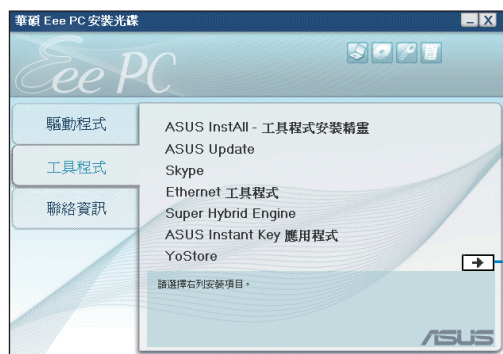 華碩 Eee PC 安裝光碟
Eee PC
驅動程式
工具程式
聯絡資訊
ASUS InstAll - 工具程式安裝精靈
ASUS Update
Skype
Ethernet 工具程式
Super Hybrid Engine
ASUS Instant Key 應用程式
YoStore
請選擇右列安裝項目。
ASUS